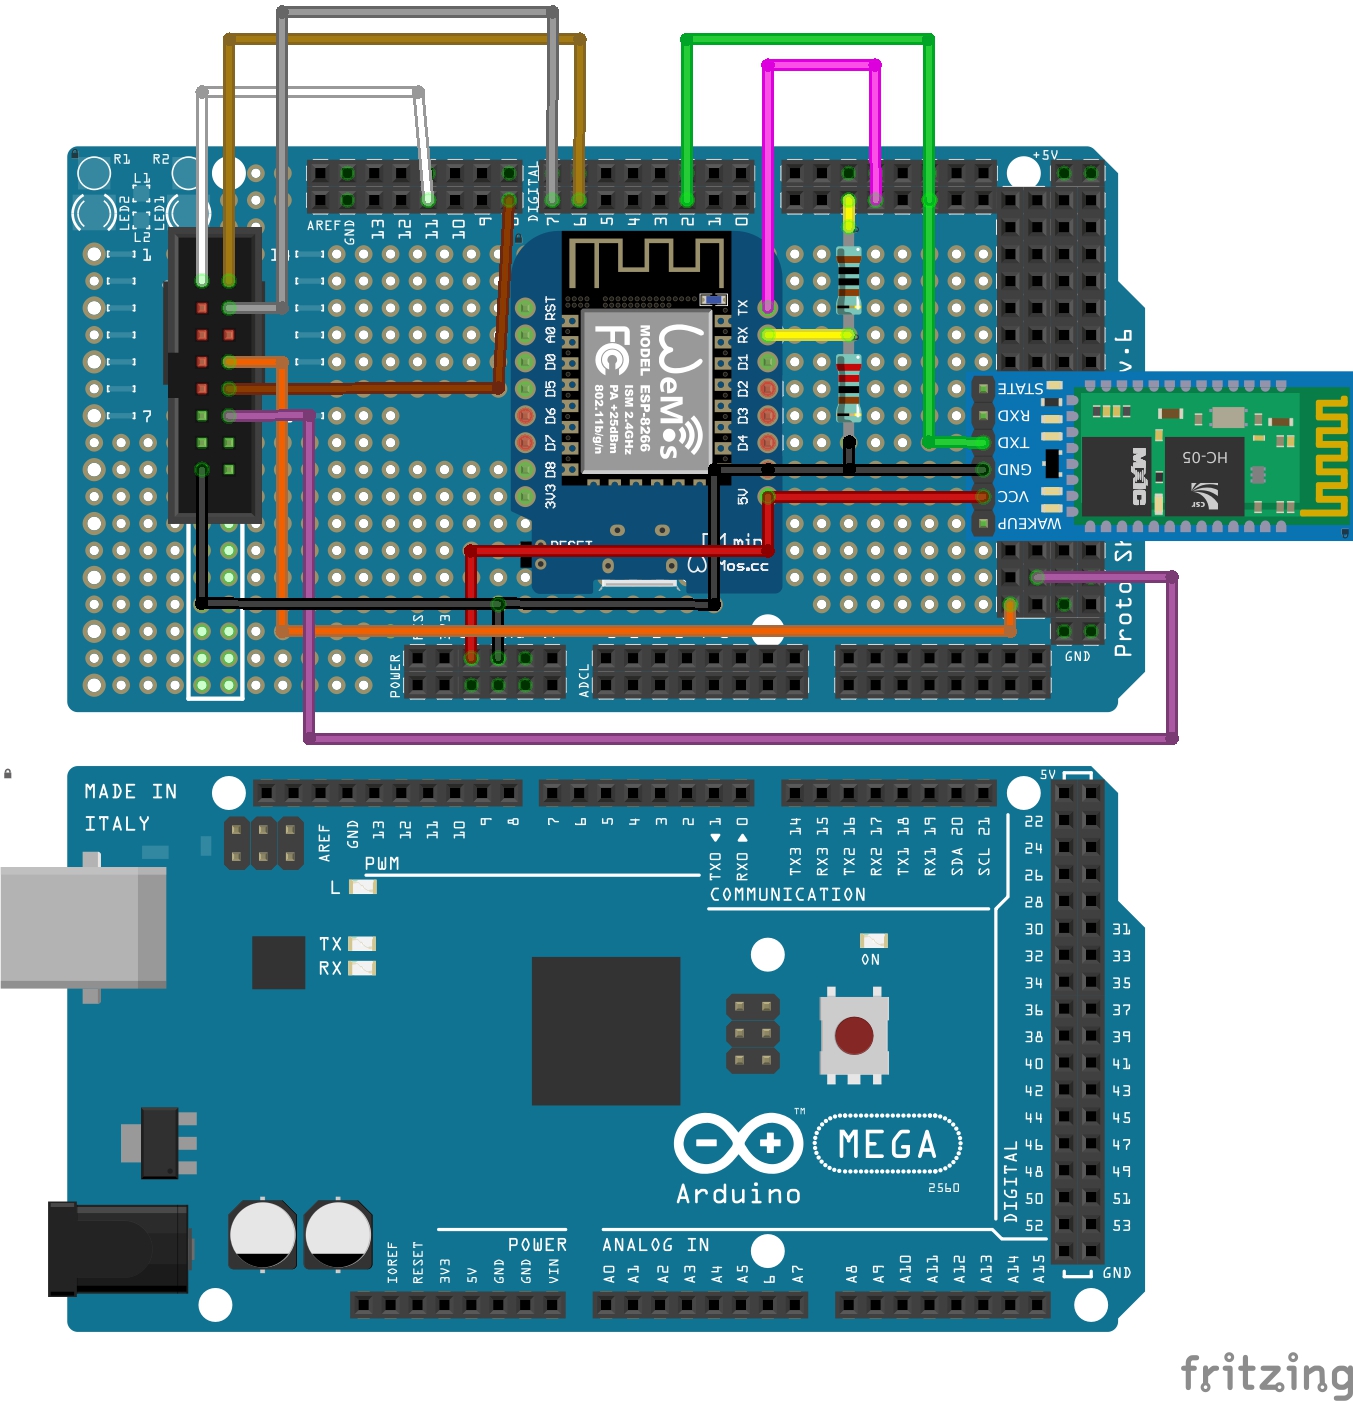 R1 R2
L1
LED2 LED1
L2
+5V
AREF GND 13 12 11 10 9 8
DIGITAL
7 6 5 4 3 2 1 0
1
7
RST
A0
D0
D5
D6
D7
D8
3V3
TX
RX
D1
D2
D3
D4
5V
WeMos
MODEL ESP-8266
ISM 2.4GHz
PA +25dBm
802.11b/g/n
FC
STATE
RXD
TXD
GND
VCC
WAKEUP
HC-05
csr
RESET
Mos.cc
POWER
ADCL
GND
MADE IN
ITALY
AREF GND 13 12 11 10 9 8
7 6 5 4 3 2
TX0 1
RX0 0
TX3 14
RX3 15
TX2 16
RX2 17
TX1 18
RX1 19
SDA 20
SCL 21
PWM
L
COMMUNICATION
TX
RX
ON
5V
22
24
26
28
30 31
32 33
34 35
36 37
38 39
40 41
42 43
44 45
46 47
48 49
50 51
52 53
GND
DIGITAL
TM
MEGA
2560
Arduino
POWER
ANALOG IN
IOREF RESET 3V3 5V GND GND VIN
A0 A1 A2 A3 A4 A5 6 A7
A8 A9 A10 A11 A12 A13 A14 A15
fritzing